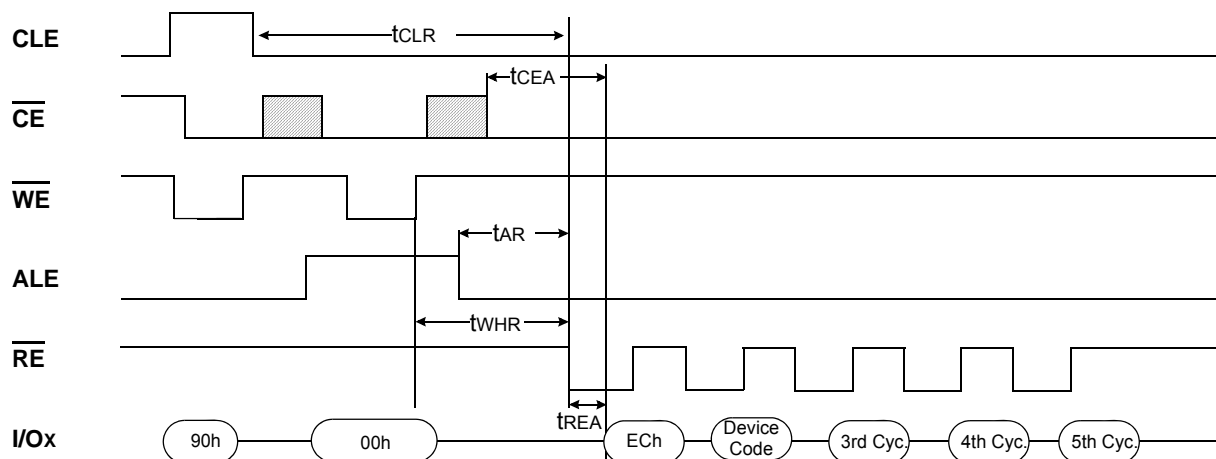 CLE
tCLR
tCEA
CE
WE
tAR
ALE
tWHR
RE
tREA
I/Ox
90h
00h
ECh
Device
Code
3rd Cyc.
4th Cyc.
5th Cyc.